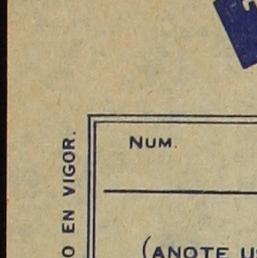 NUM.
O EN VIGOR.
(ANOTE U